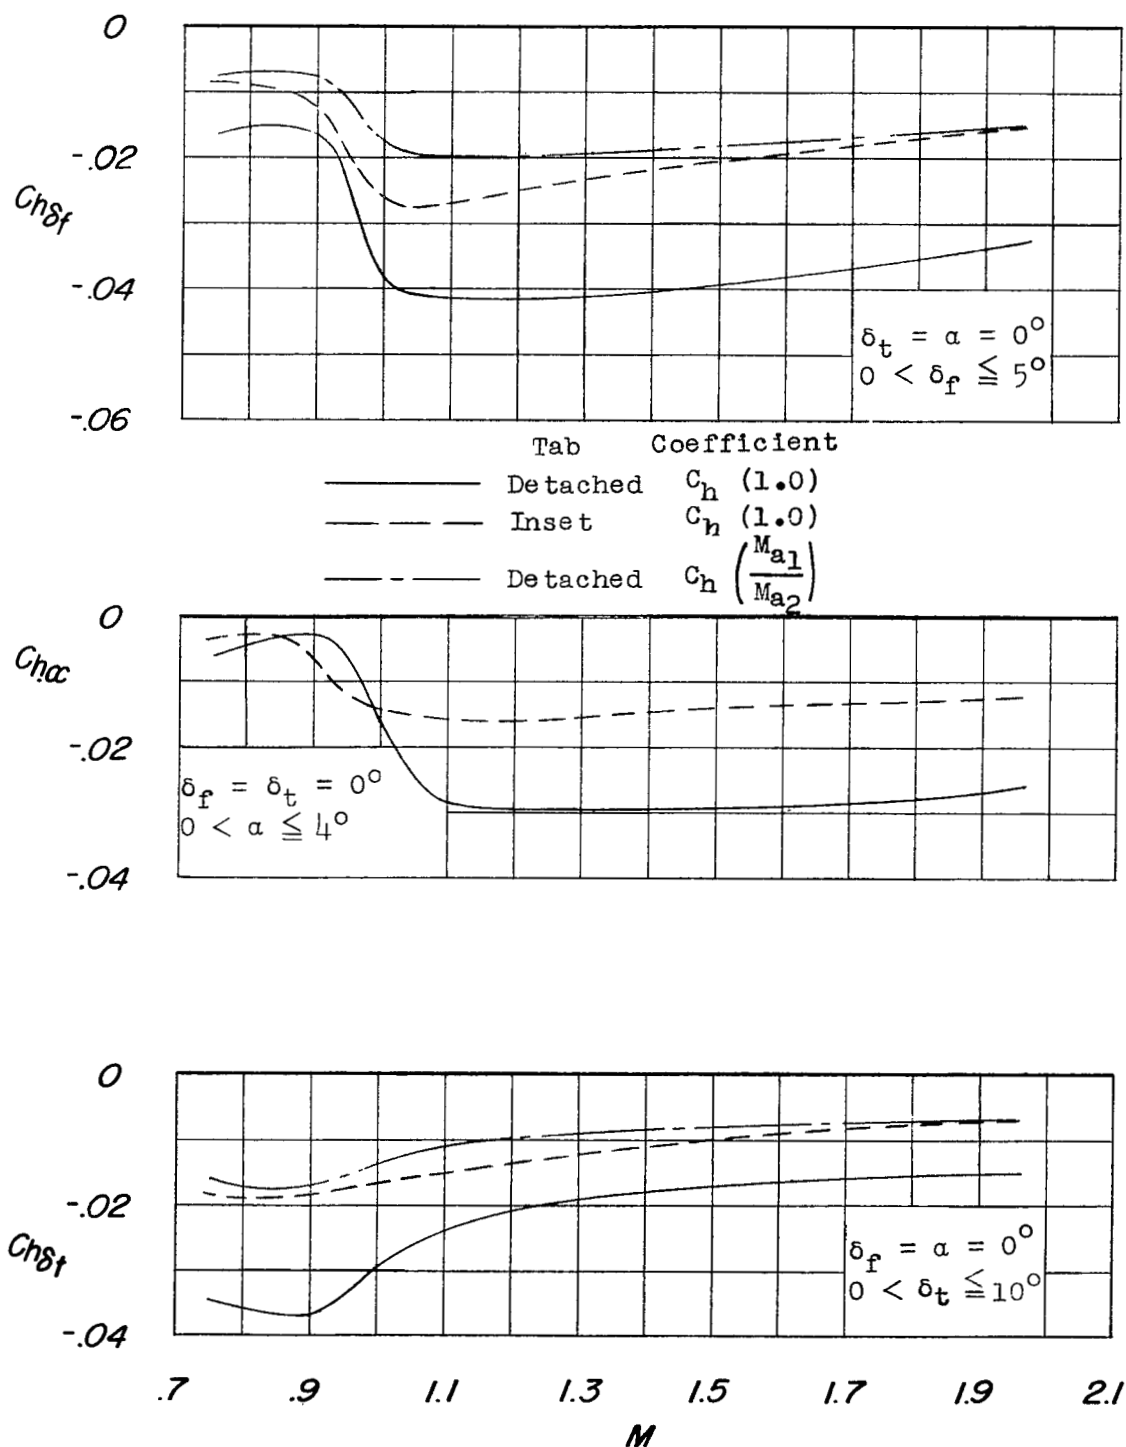 0
-.02
Chδf
-.04
-.06
δt = α = 0°
0 < δf ≦ 5°
Tab Coefficient
Detached Ch (1.0)
Inset Ch (1.0)
Detached Ch (Ma1/Ma2)
0
Chα
-.02
-.04
δf = δt = 0°
0 < α ≦ 4°
0
-.02
Chδt
-.04
δf = α = 0°
0 < δt ≦ 10°
.7 .9 1.1 1.3 1.5 1.7 1.9 2.1
M